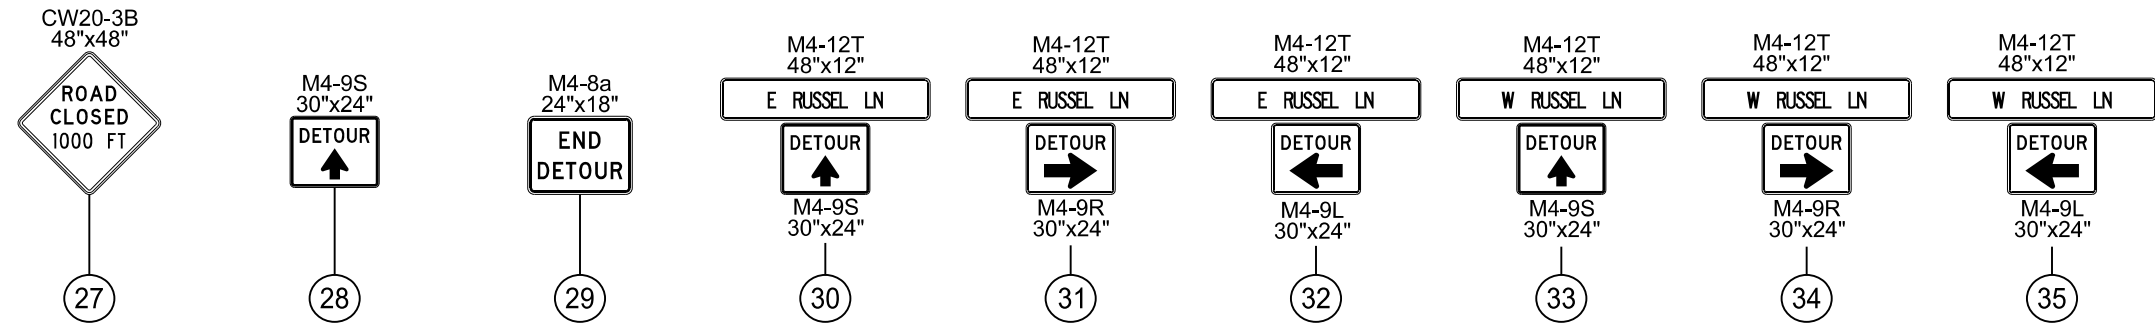 CW20-3B
48"x48"
ROAD
CLOSED
1000 FT
27
M4-9S
30"x24"
DETOUR
28
M4-8a
24"x18"
END
DETOUR
29
M4-12T
48"x12"
E RUSSEL LN
DETOUR
M4-9S
30"x24"
30
M4-12T
48"x12"
E RUSSEL LN
DETOUR
M4-9R
30"x24"
31
M4-12T
48"x12"
E RUSSEL LN
DETOUR
M4-9L
30"x24"
32
M4-12T
48"x12"
W RUSSEL LN
DETOUR
M4-9S
30"x24"
33
M4-12T
48"x12"
W RUSSEL LN
DETOUR
M4-9R
30"x24"
34
M4-12T
48"x12"
W RUSSEL LN
DETOUR
M4-9L
30"x24"
35